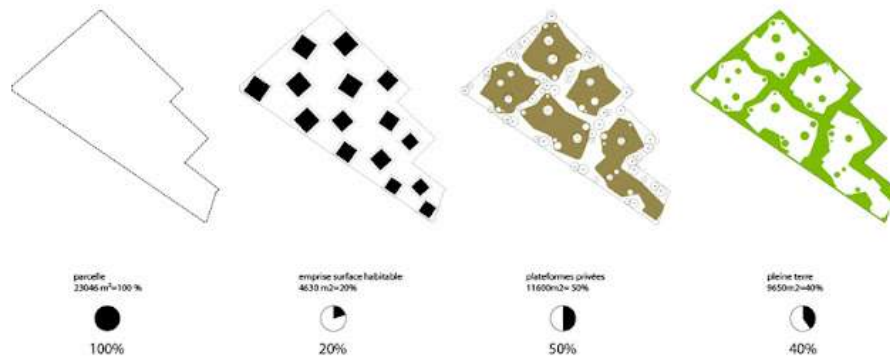 parcelle
23046 m²=100 %
100%
emprise surface habitable
4630 m2=20%
20%
plateformes privées
11600m2= 50%
50%
pleine terre
9650m2=40%
40%